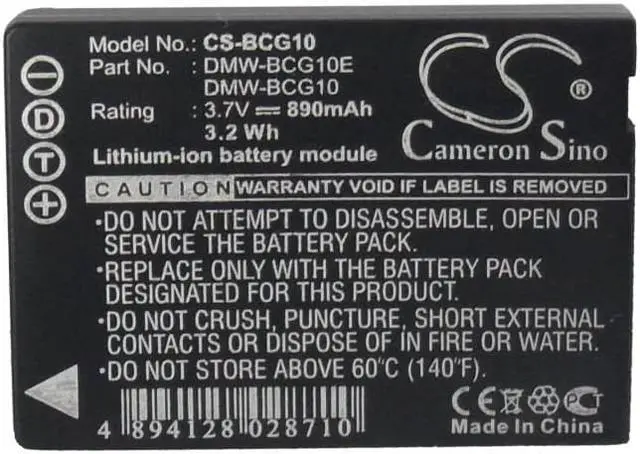 Model No.: CS-BCG10
Part No. : DMW-BCG10E
DMW-BCG10
Rating : 3.7V 890mAh
3.2 Wh
Lithium-ion battery module
CS®
Cameron Sino
− D T +
CAUTION WARRANTY VOID IF LABEL IS REMOVED
·DO NOT ATTEMPT TO DISASSEMBLE, OPEN OR
SERVICE THE BATTERY PACK.
·REPLACE ONLY WITH THE BATTERY PACK
DESIGNATED FOR THIS PRODUCT.
·DO NOT CRUSH, PUNCTURE, SHORT EXTERNAL
CONTACTS OR DISPOSE OF IN FIRE OR WATER.
·DO NOT STORE ABOVE 60°C (140°F).
4 894128 028710
CE PCT
Made In China